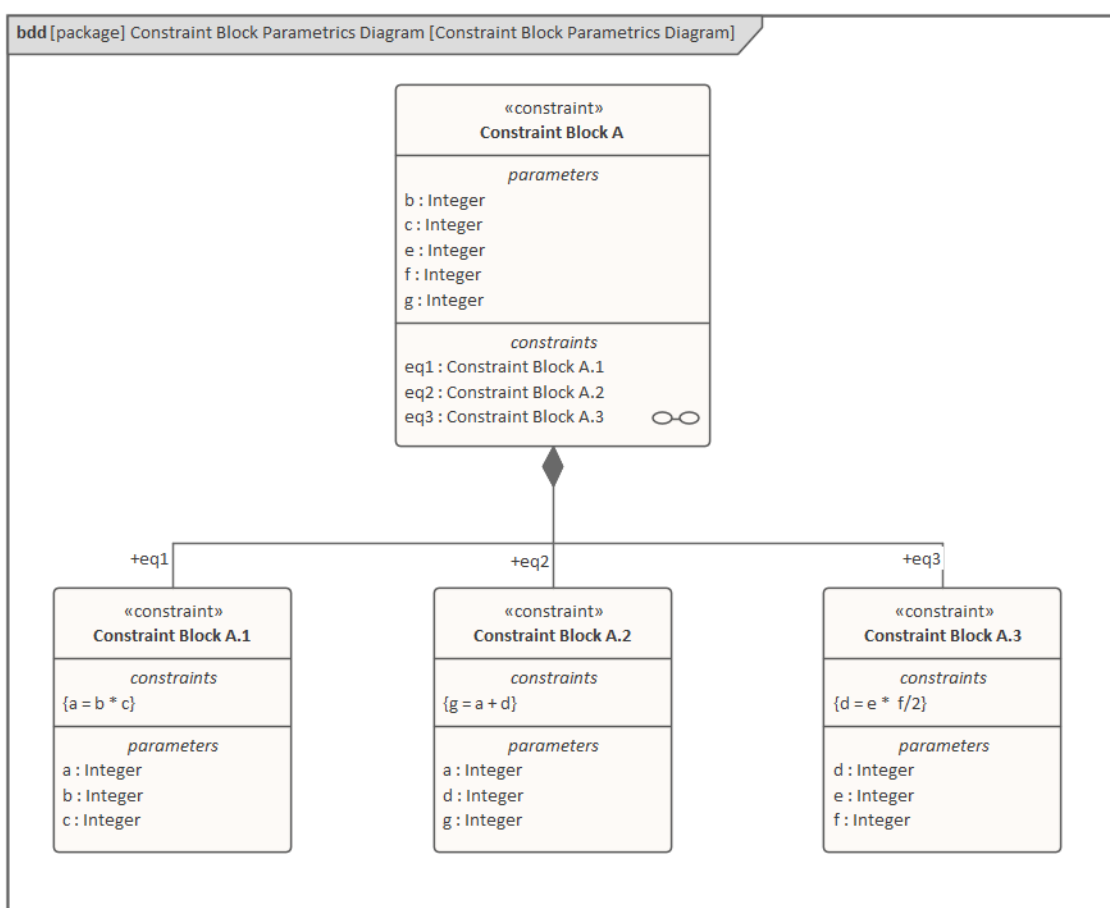 bdd [package] Constraint Block Parametrics Diagram [Constraint Block Parametrics Diagram]
«constraint»
Constraint Block A
parameters
b : Integer
c : Integer
e : Integer
f : Integer
g : Integer
constraints
eq1 : Constraint Block A.1
eq2 : Constraint Block A.2
eq3 : Constraint Block A.3
+eq1
+eq2
+eq3
«constraint»
Constraint Block A.1
constraints
{a = b * c}
parameters
a : Integer
b : Integer
c : Integer
«constraint»
Constraint Block A.2
constraints
{g = a + d}
parameters
a : Integer
d : Integer
g : Integer
«constraint»
Constraint Block A.3
constraints
{d = e *  f/2}
parameters
d : Integer
e : Integer
f : Integer